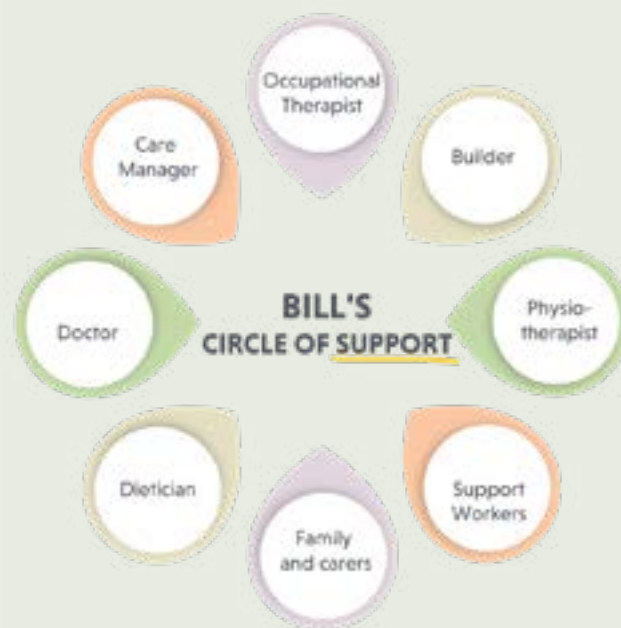 Occupational
Therapist
Builder
Physio-
therapist
Support
Workers
Family
and carers
Dietician
Doctor
Care
Manager
BILL'S
CIRCLE OF SUPPORT